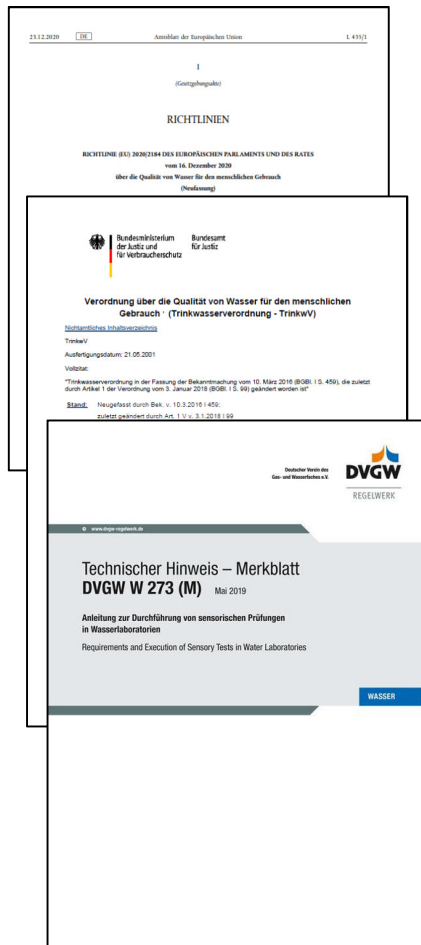 23.12.2020 DE Amtsblatt der Europäischen Union L 435/1
I
(Gesetzgebungsakte)
RICHTLINIEN
RICHTLINIE (EU) 2020/2184 DES EUROPÄISCHEN PARLAMENTS UND DES RATES
vom 16. Dezember 2020
über die Qualität von Wasser für den menschlichen Gebrauch
(Neufassung)
Bundesministerium
der Justiz und
für Verbraucherschutz
Bundesamt
für Justiz
Verordnung über die Qualität von Wasser für den menschlichen
Gebrauch (Trinkwasserverordnung - TrinkwV)
Nichtamtliches Inhaltsverzeichnis
TrinkwV
Ausfertigungsdatum: 21.05.2001
Vollzitat:
"Trinkwasserverordnung in der Fassung der Bekanntmachung vom 10. März 2016 (BGBl. I S. 459), die zuletzt
durch Artikel 1 der Verordnung vom 3. Januar 2018 (BGBl. I S. 99) geändert worden ist"
Stand: Neugefasst durch Bek. v. 10.3.2016 I 459;
zuletzt geändert durch Art. 1 V v. 3.1.2018 I 99
Deutscher Verein des
Gas- und Wasserfaches e.V.
DVGW
REGELWERK
© www.dvgw-regelwerk.de
Technischer Hinweis – Merkblatt
DVGW W 273 (M) Mai 2019
Anleitung zur Durchführung von sensorischen Prüfungen
in Wasserlaboratorien
Requirements and Execution of Sensory Tests in Water Laboratories
WASSER